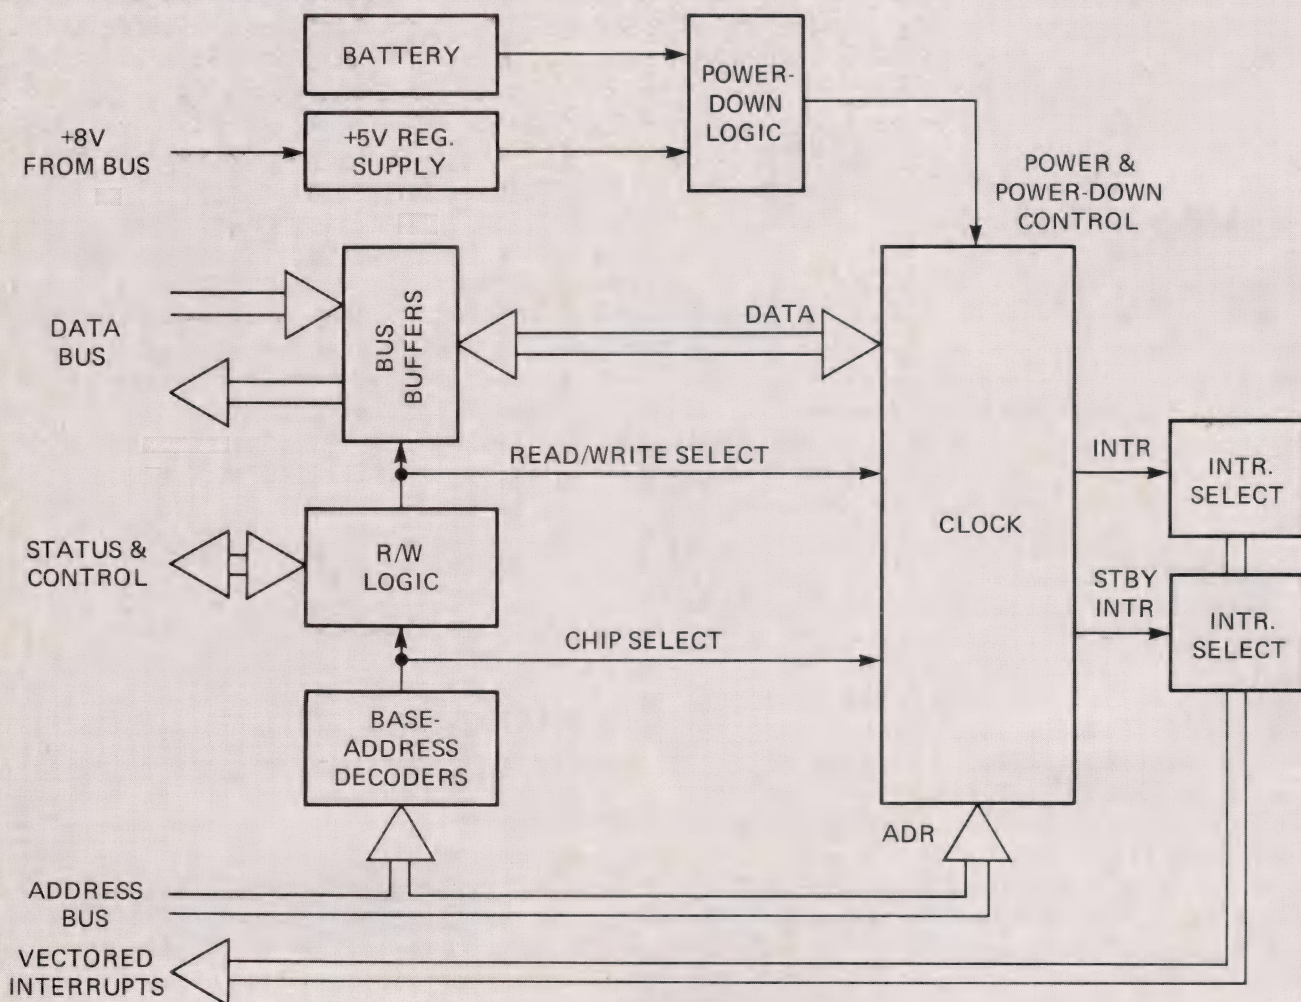 BATTERY
POWER-
DOWN
LOGIC
+8V
FROM BUS
+5V REG.
SUPPLY
POWER &
POWER-DOWN
CONTROL
DATA
BUS
BUS
BUFFERS
DATA
READ/WRITE SELECT
INTR
INTR.
SELECT
CLOCK
STATUS &
CONTROL
R/W
LOGIC
STBY
INTR
INTR.
SELECT
CHIP SELECT
BASE-
ADDRESS
DECODERS
ADR
ADDRESS
BUS
VECTORED
INTERRUPTS